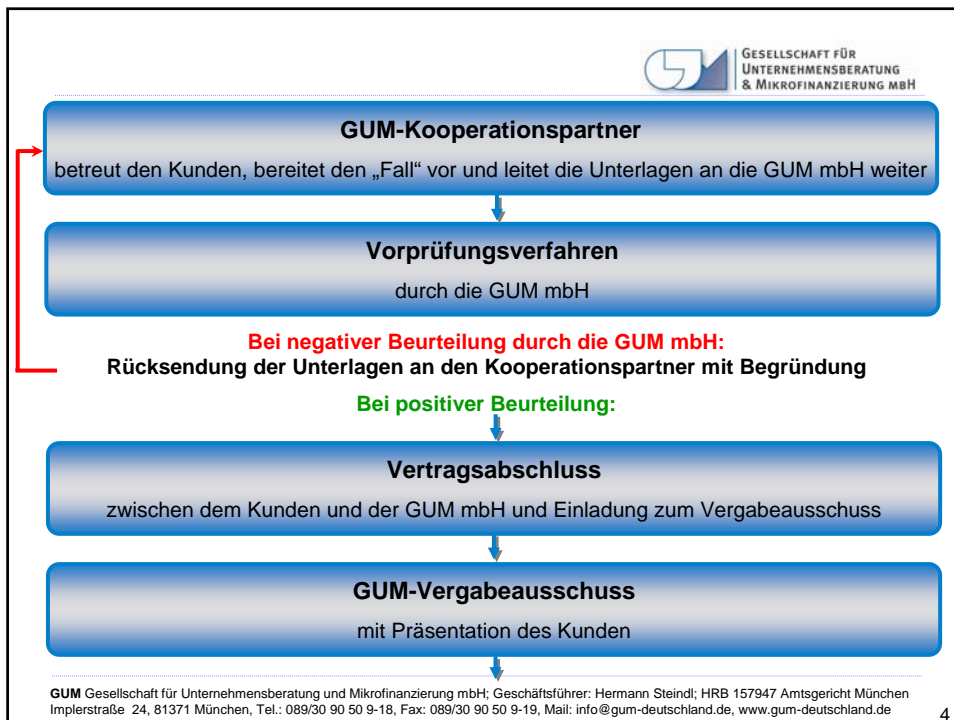 GESELLSCHAFT FÜR
UNTERNEHMENSBERATUNG
& MIKROFINANZIERUNG MBH
GUM-Kooperationspartner
betreut den Kunden, bereitet den „Fall" vor und leitet die Unterlagen an die GUM mbH weiter
Vorprüfungsverfahren
durch die GUM mbH
Bei negativer Beurteilung durch die GUM mbH:
Rücksendung der Unterlagen an den Kooperationspartner mit Begründung
Bei positiver Beurteilung:
Vertragsabschluss
zwischen dem Kunden und der GUM mbH und Einladung zum Vergabeausschuss
GUM-Vergabeausschuss
mit Präsentation des Kunden
GUM Gesellschaft für Unternehmensberatung und Mikrofinanzierung mbH; Geschäftsführer: Hermann Steindl; HRB 157947 Amtsgericht München
Implerstraße 24, 81371 München, Tel.: 089/30 90 50 9-18, Fax: 089/30 90 50 9-19, Mail: info@gum-deutschland.de, www.gum-deutschland.de
4